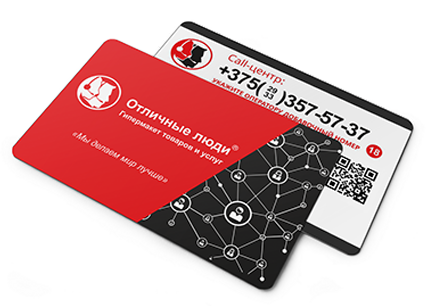 Отличные люди®
Гипермакет товаров и услуг
«Мы делаем мир лучше»
Call-центр:
+375(29 33)357-57-37
УКАЖИТЕ ОПЕРАТОРУ ДОБАВОЧНЫЙ НОМЕР
18